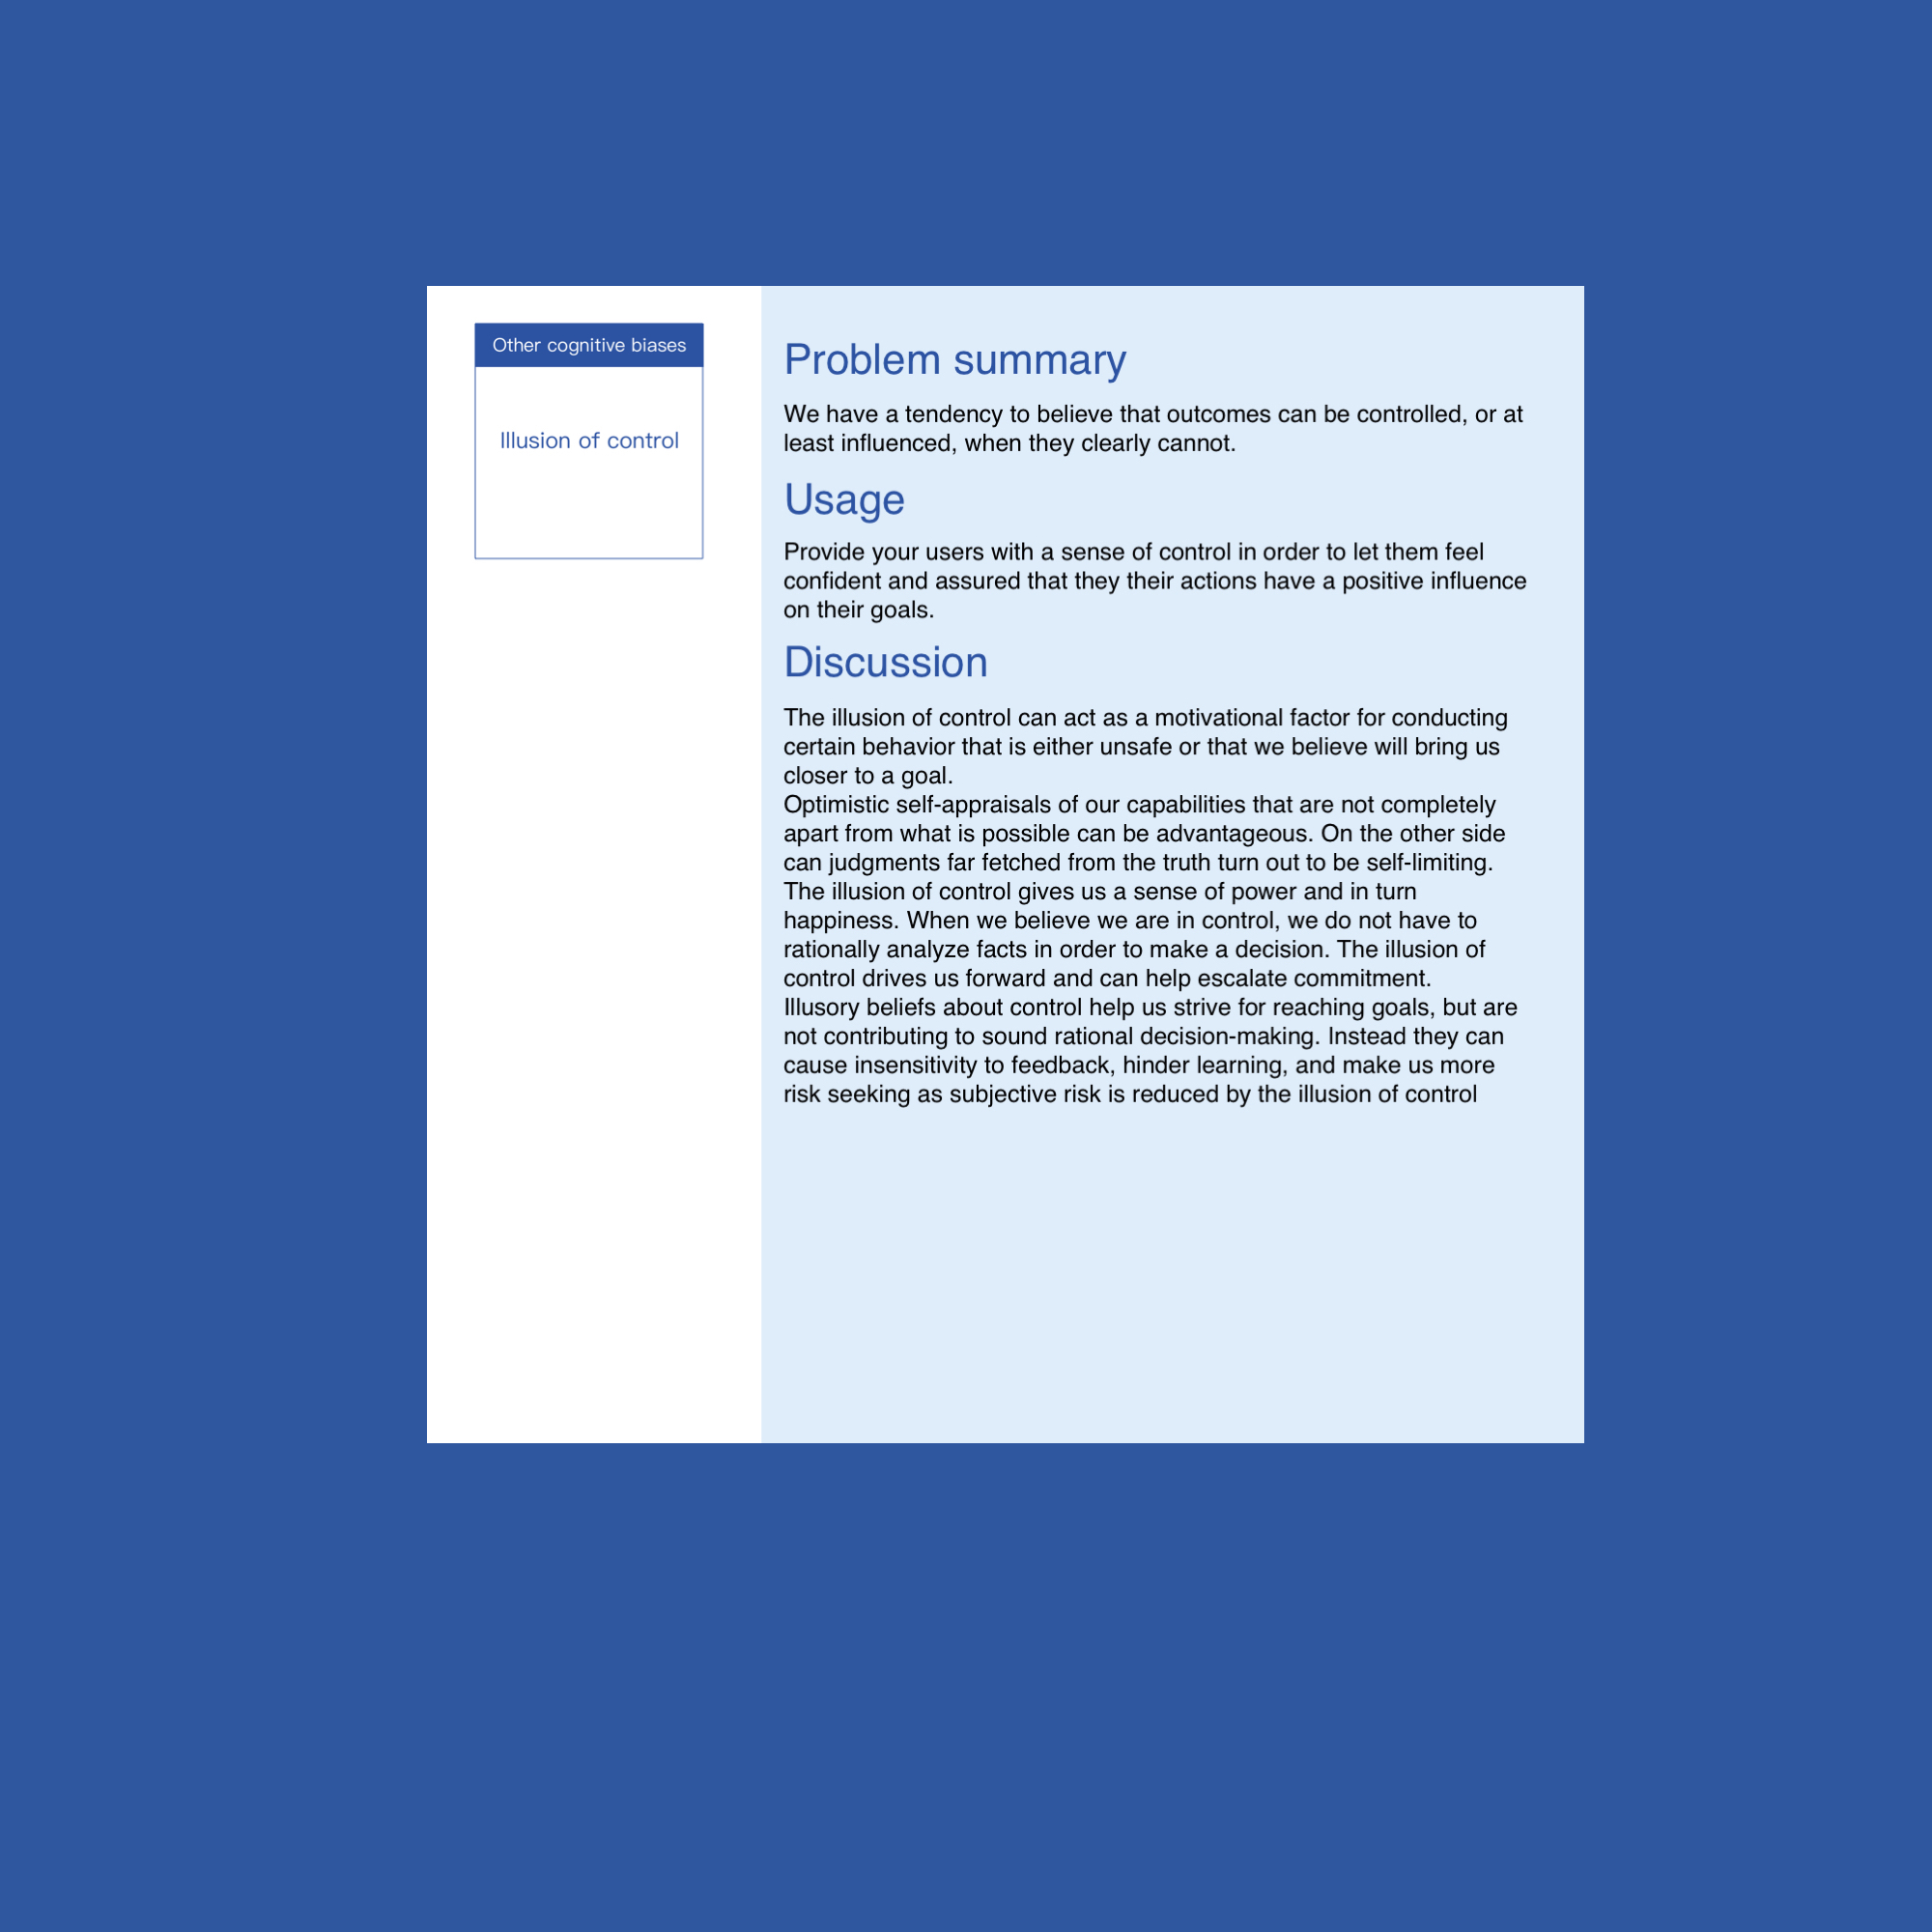 Other cognitive biases
Illusion of control
Problem summary
We have a tendency to believe that outcomes can be controlled, or at
least influenced, when they clearly cannot.
Usage
Provide your users with a sense of control in order to let them feel
confident and assured that they their actions have a positive influence
on their goals.
Discussion
The illusion of control can act as a motivational factor for conducting
certain behavior that is either unsafe or that we believe will bring us
closer to a goal.
Optimistic self-appraisals of our capabilities that are not completely
apart from what is possible can be advantageous. On the other side
can judgments far fetched from the truth turn out to be self-limiting.
The illusion of control gives us a sense of power and in turn
happiness. When we believe we are in control, we do not have to
rationally analyze facts in order to make a decision. The illusion of
control drives us forward and can help escalate commitment.
Illusory beliefs about control help us strive for reaching goals, but are
not contributing to sound rational decision-making. Instead they can
cause insensitivity to feedback, hinder learning, and make us more
risk seeking as subjective risk is reduced by the illusion of control